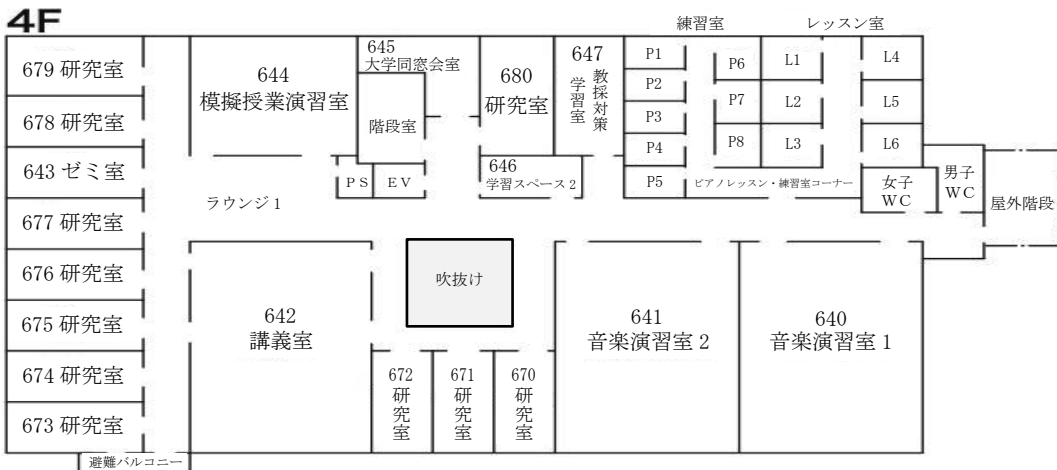 4F
練習室
レッスン室
679 研究室
678 研究室
643 ゼミ室
677 研究室
676 研究室
675 研究室
674 研究室
673 研究室
避難バルコニー
644
模擬授業演習室
ラウンジ 1
645
大学同窓会室
階段室
PS
EV
680
研究室
646
学習スペース 2
647
教採対策
学習室
P1
P2
P3
P4
P5
P6
P7
P8
L1
L2
L3
L4
L5
L6
ピアノレッスン・練習室コーナー
女子
WC
男子
WC
屋外階段
吹抜け
642
講義室
672
研究室
671
研究室
670
研究室
641
音楽演習室 2
640
音楽演習室 1